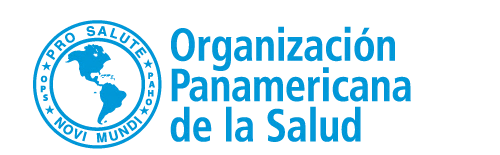 PRO SALUTE
OPS
PAHO
NOVI MUNDI
Organización
Panamericana
de la Salud